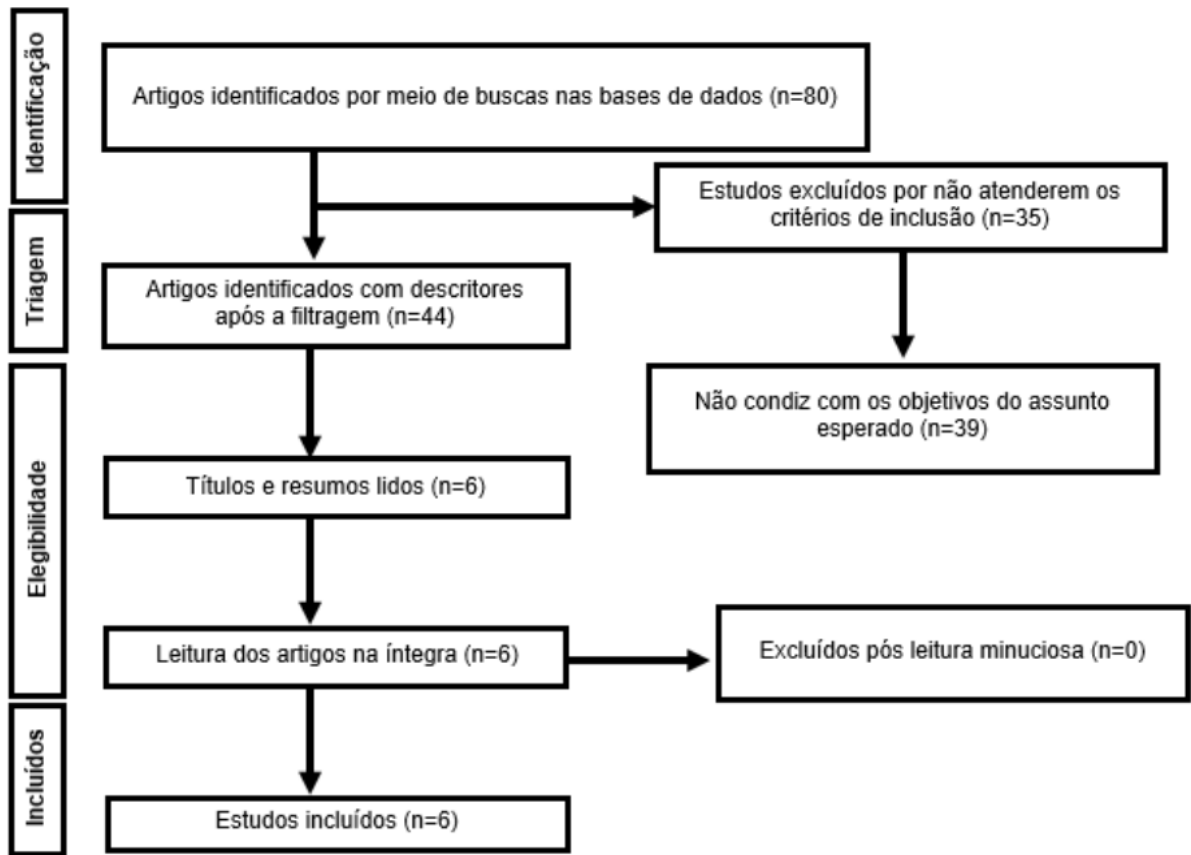 Identificação
Artigos identificados por meio de buscas nas bases de dados (n=80)
Estudos excluídos por não atenderem os
critérios de inclusão (n=35)
Triagem
Artigos identificados com descritores
após a filtragem (n=44)
Não condiz com os objetivos do assunto
esperado (n=39)
Elegibilidade
Títulos e resumos lidos (n=6)
Leitura dos artigos na íntegra (n=6)
Excluídos pós leitura minuciosa (n=0)
Incluídos
Estudos incluídos (n=6)